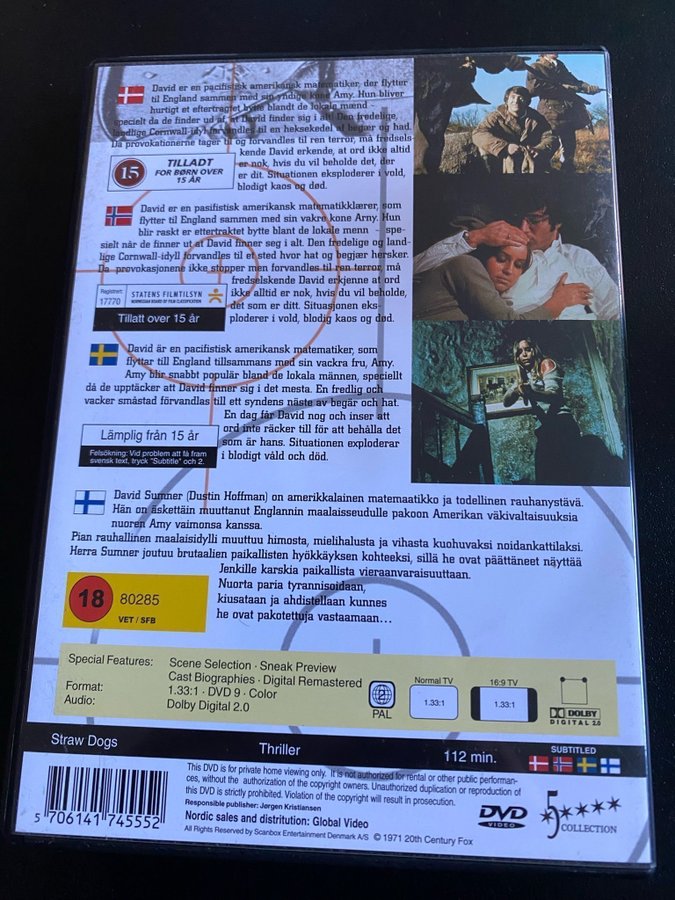 David er en pacifistisk amerikansk matematiker, der flytter
til England sammen med sin yndige kone Amy. Hun bliver
hurtigt et eftertragtet bytte blandt de lokale mænd -
specielt da de finder ud af at David finder sig i alt! Den fredelige,
landlige Cornwall-idyl forvandles til en heksekedel af begær og had.
Da provokationerne tager til og forvandles til ren terror, må fredsels-
kende David erkende, at ord ikke altid
er nok, hvis du vil beholde det, der
er dit. Situationen eksploderer i vold,
blodigt kaos og død.
15
TILLADT
FOR BØRN OVER
15 ÅR
David er en pasifistisk amerikansk matematikklærer, som
flytter til England sammen med sin vakre kone Amy. Hun
blir raskt er ettertraktet bytte blant de lokale menn - spe-
sielt når de finner ut at David finner seg i alt. Den fredelige og land-
lige Cornwall-idyll forvandles til et sted hvor hat og begjær hersker.
Da provokasjonene ikke stopper men forvandles til ren terror, må
fredselskende David erkjenne at ord
ikke alltid er nok, hvis du vil beholde,
det som er ditt. Situasjonen eks-
ploderer i vold, blodig kaos og død.
Registrert:
17770
STATENS FILMTILSYN
NORWEGIAN BOARD OF FILM CLASSIFICATION
Tillatt over 15 år
David är en pacifistisk amerikansk matematiker, som
flyttar till England tillsammans med sin vackra fru, Amy.
Amy blir snabbt populär bland de lokala männen, speciellt
då de upptäcker att David finner sig i det mesta. En fredlig och
vacker småstad förvandlas till ett syndens näste av begär och hat.
En dag får David nog och inser att
ord inte räcker till för att behålla det
som är hans. Situationen exploderar
i blodigt våld och död.
Lämplig från 15 år
Felsökning: Vid problem att få fram
svensk text, tryck "Subtitle" och 2.
David Sumner (Dustin Hoffman) on amerikkalainen matemaatikko ja todellinen rauhanystävä.
Hän on äskettäin muuttanut Englannin maalaisseudulle pakoon Amerikan väkivaltaisuuksia
nuoren Amy vaimonsa kanssa.
Pian rauhallinen maalaisidylli muuttuu himosta, mielihalusta ja vihasta kuohuvaksi noidankattilaksi.
Herra Sumner joutuu brutaalien paikallisten hyökkäyksen kohteeksi, sillä he ovat päättäneet näyttää
Jenkille karskia paikallista vieraanvaraisuuttaan.
Nuorta paria tyrannisoidaan,
kiusataan ja ahdistellaan kunnes
he ovat pakotettuja vastaamaan...
18
80285
VET / SFB
Special Features: Scene Selection · Sneak Preview
Cast Biographies · Digital Remastered
Format: 1.33:1 · DVD 9 · Color
Audio: Dolby Digital 2.0
2
PAL
Normal TV
1.33:1
16:9 TV
1.33:1
DOLBY
DIGITAL 2.0
Straw Dogs Thriller 112 min.
SUBTITLED
5 706141 745552
This DVD is for private home viewing only. It is not authorized for rental or other public performan-
ces, without the authorization of the copyright owners. Unauthorized duplication or reproduction of
this DVD is strictly prohibited. Violation of the copyright will result in prosecution.
Responsible publisher: Jørgen Kristiansen
Nordic sales and distritution: Global Video
All Rights Reserved by Scanbox Entertainment Denmark A/S © 1971 20th Century Fox
DVD
VIDEO
5
COLLECTION